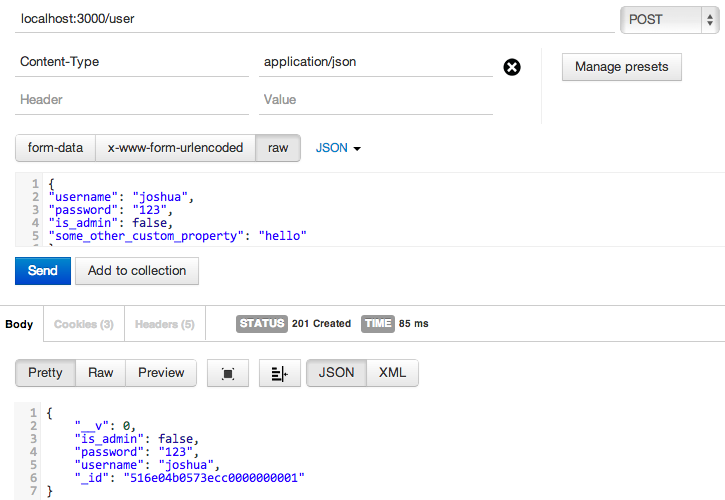 localhost:3000/user POST
Content-Type application/json Manage presets
Header Value
form-data x-www-form-urlencoded raw JSON
1 {
2 "username": "joshua",
3 "password": "123",
4 "is_admin": false,
5 "some_other_custom_property": "hello"
Send Add to collection
Body Cookies (3) Headers (5) STATUS 201 Created TIME 85 ms
Pretty Raw Preview JSON XML
1 {
2 "__v": 0,
3 "is_admin": false,
4 "password": "123",
5 "username": "joshua",
6 "_id": "516e04b0573ecc0000000001"
7 }